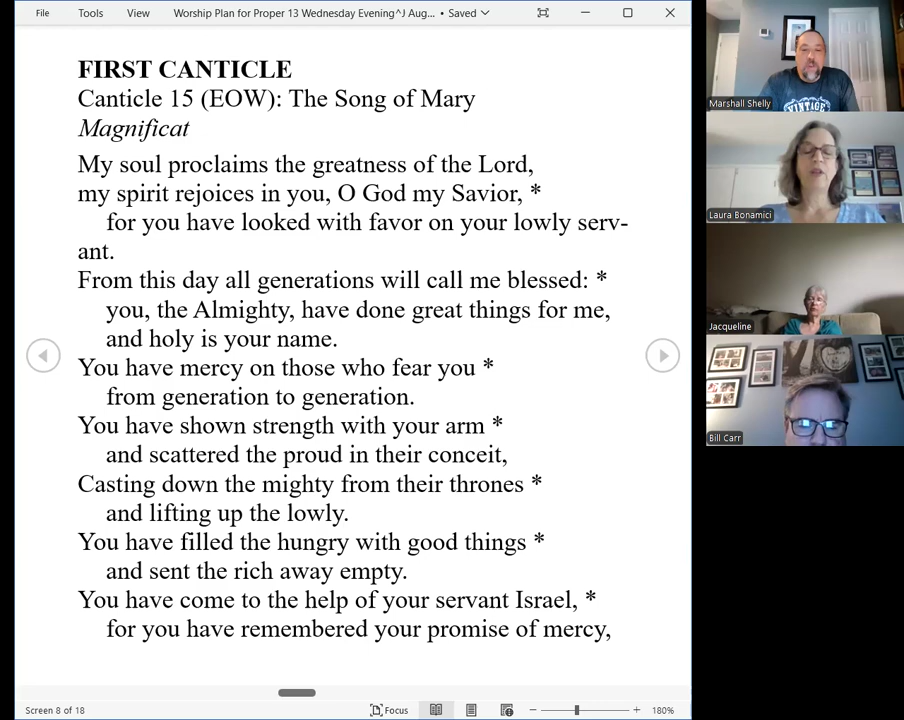 File Tools View Worship Plan for Proper 13 Wednesday Evening^J Aug... • Saved
FIRST CANTICLE
Canticle 15 (EOW): The Song of Mary
Magnificat
My soul proclaims the greatness of the Lord,
my spirit rejoices in you, O God my Savior, *
for you have looked with favor on your lowly serv-
ant.
From this day all generations will call me blessed: *
you, the Almighty, have done great things for me,
and holy is your name.
You have mercy on those who fear you *
from generation to generation.
You have shown strength with your arm *
and scattered the proud in their conceit,
Casting down the mighty from their thrones *
and lifting up the lowly.
You have filled the hungry with good things *
and sent the rich away empty.
You have come to the help of your servant Israel, *
for you have remembered your promise of mercy,
Screen 8 of 18 Focus 180%
VINTAGE
Marshall Shelly
Laura Bonamici
Jacqueline
Bill Carr